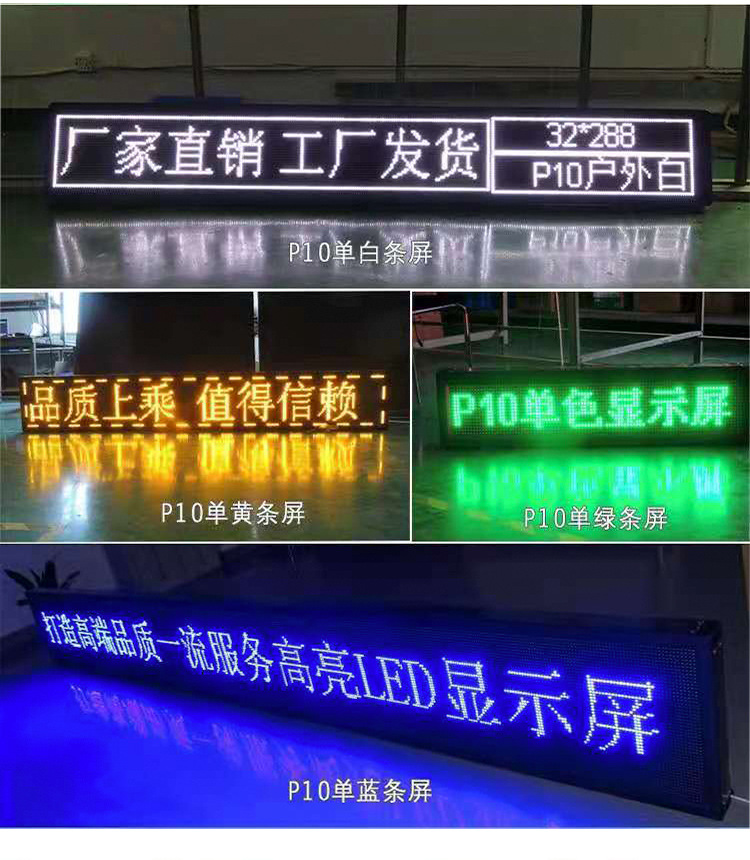 厂家直销 工厂发货
32*288
P10户外白
P10单白条屏
品质上乘 值得信赖
P10单黄条屏
P10单色显示屏
P10单绿条屏
打造高端品质一流服务高亮LED显示屏
P10单蓝条屏